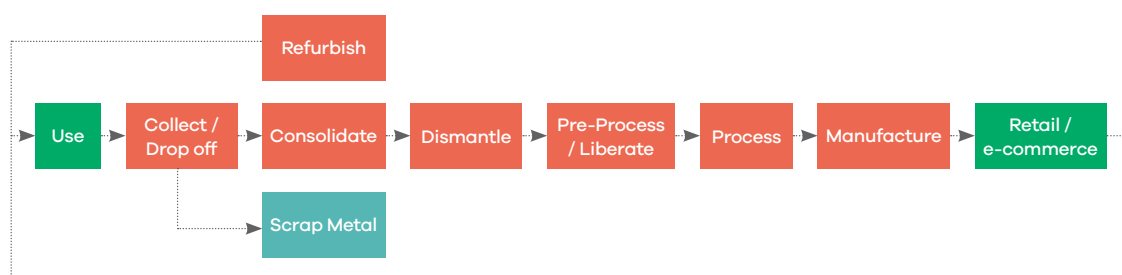 Refurbish
Use
Collect /
Drop off
Consolidate
Dismantle
Pre-Process
/ Liberate
Process
Manufacture
Retail /
e-commerce
Scrap Metal